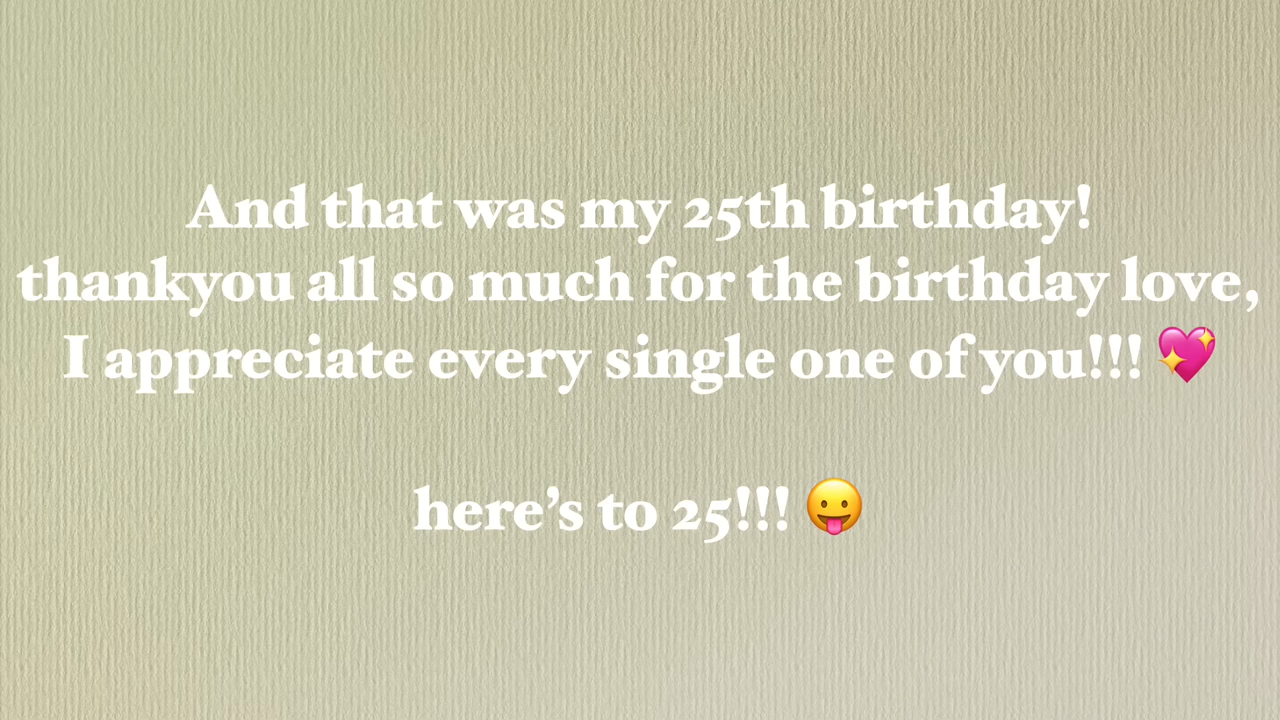 And that was my 25th birthday!
thankyou all so much for the birthday love,
I appreciate every single one of you!!! 💖
here’s to 25!!! 😛